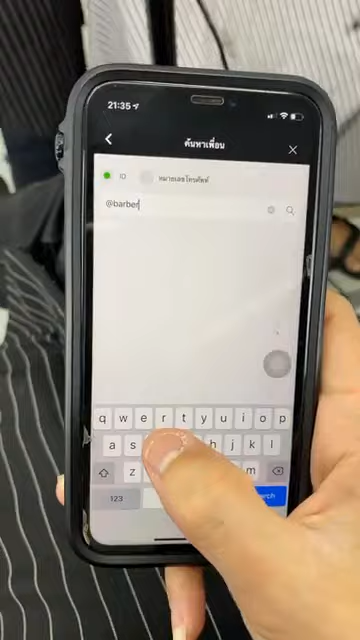 21:35
ค้นหาเพื่อน
ID หมายเลขโทรศัพท์
@barber
q w e r t y u i o p
a s h j k l
z m
123 rch